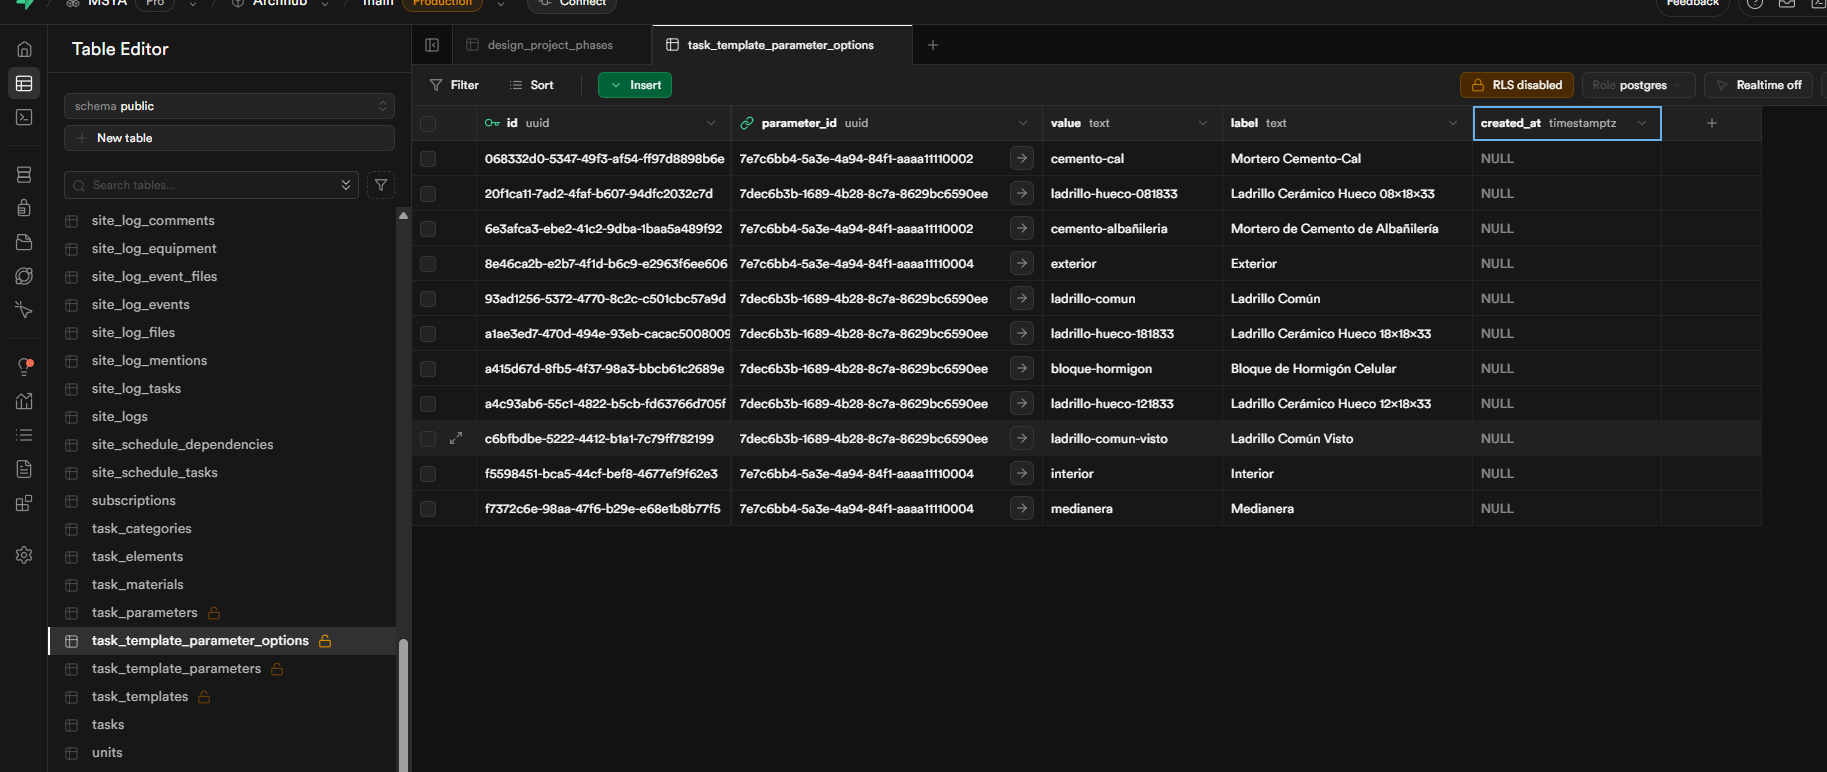 MSTA Pro Archhub main Production Connect Feedback
Table Editor
schema public
New table
Search tables...
site_log_comments
site_log_equipment
site_log_event_files
site_log_events
site_log_files
site_log_mentions
site_log_tasks
site_logs
site_schedule_dependencies
site_schedule_tasks
subscriptions
task_categories
task_elements
task_materials
task_parameters
task_template_parameter_options
task_template_parameters
task_templates
tasks
units
design_project_phases task_template_parameter_options
Filter Sort Insert RLS disabled Role postgres Realtime off
id uuid parameter_id uuid value text label text created_at timestamptz
068332d0-5347-49f3-af54-ff97d8898b6e 7e7c6bb4-5a3e-4a94-84f1-aaaa11110002 cemento-cal Mortero Cemento-Cal NULL
20f1ca11-7ad2-4faf-b607-94dfc2032c7d 7dec6b3b-1689-4b28-8c7a-8629bc6590ee ladrillo-hueco-081833 Ladrillo Cerámico Hueco 08x18x33 NULL
6e3afca3-ebe2-41c2-9dba-1baa5a489f92 7e7c6bb4-5a3e-4a94-84f1-aaaa11110002 cemento-albañileria Mortero de Cemento de Albañilería NULL
8e46ca2b-e2b7-4f1d-b6c9-e2963f6ee606 7e7c6bb4-5a3e-4a94-84f1-aaaa11110004 exterior Exterior NULL
93ad1256-5372-4770-8c2c-c501cbc57a9d 7dec6b3b-1689-4b28-8c7a-8629bc6590ee ladrillo-comun Ladrillo Común NULL
a1ae3ed7-470d-494e-93eb-cacac5008009 7dec6b3b-1689-4b28-8c7a-8629bc6590ee ladrillo-hueco-181833 Ladrillo Cerámico Hueco 18x18x33 NULL
a415d67d-8fb5-4f37-98a3-bbcb61c2689e 7dec6b3b-1689-4b28-8c7a-8629bc6590ee bloque-hormigon Bloque de Hormigón Celular NULL
a4c93ab6-55c1-4822-b5cb-fd63766d705f 7dec6b3b-1689-4b28-8c7a-8629bc6590ee ladrillo-hueco-121833 Ladrillo Cerámico Hueco 12x18x33 NULL
c6bfbdbe-5222-4412-b1a1-7c79ff782199 7dec6b3b-1689-4b28-8c7a-8629bc6590ee ladrillo-comun-visto Ladrillo Común Visto NULL
f5598451-bca5-44cf-bef8-4677ef9f62e3 7e7c6bb4-5a3e-4a94-84f1-aaaa11110004 interior Interior NULL
f7372c6e-98aa-47f6-b29e-e68e1b8b77f5 7e7c6bb4-5a3e-4a94-84f1-aaaa11110004 medianera Medianera NULL